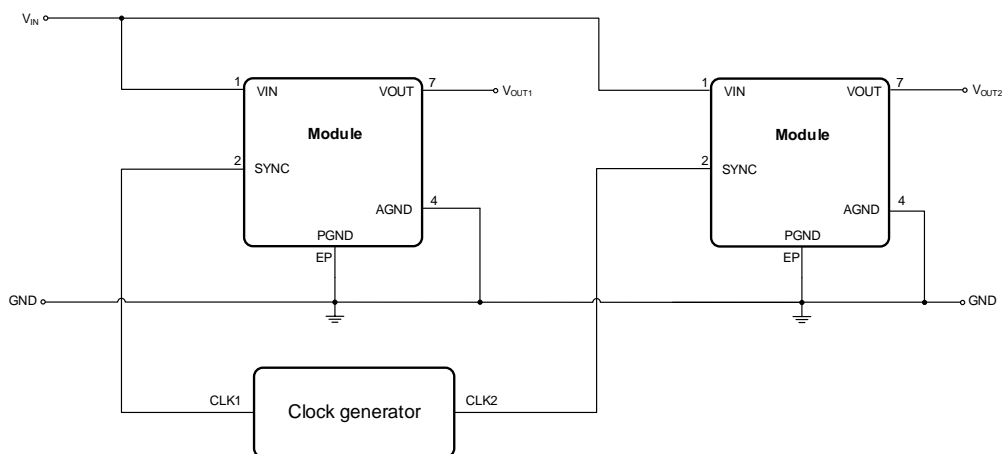 VIN
1
7
VIN
VOUT
VOUT1
Module
2
SYNC
4
AGND
PGND
EP
1
7
VIN
VOUT
VOUT2
Module
2
SYNC
4
AGND
PGND
EP
GND
GND
CLK1
Clock generator
CLK2